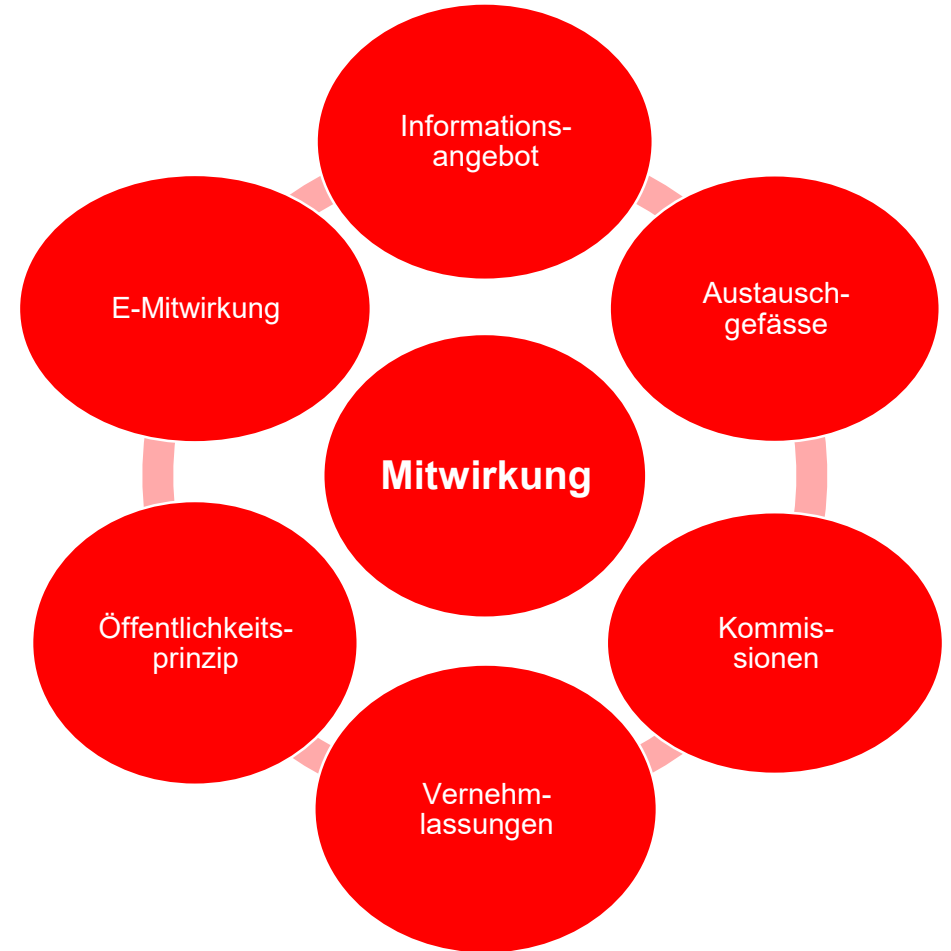 Informations-
angebot
Austausch-
gefässe
Kommis-
sionen
Vernehm-
lassungen
Öffentlichkeits-
prinzip
E-Mitwirkung
Mitwirkung